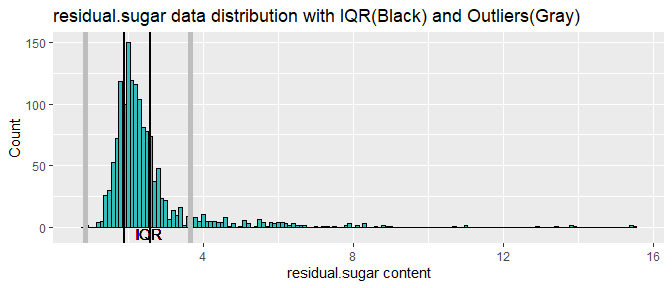 residual.sugar data distribution with IQR(Black) and Outliers(Gray)
150
100
50
0
Count
IQR
4
8
12
16
residual.sugar content